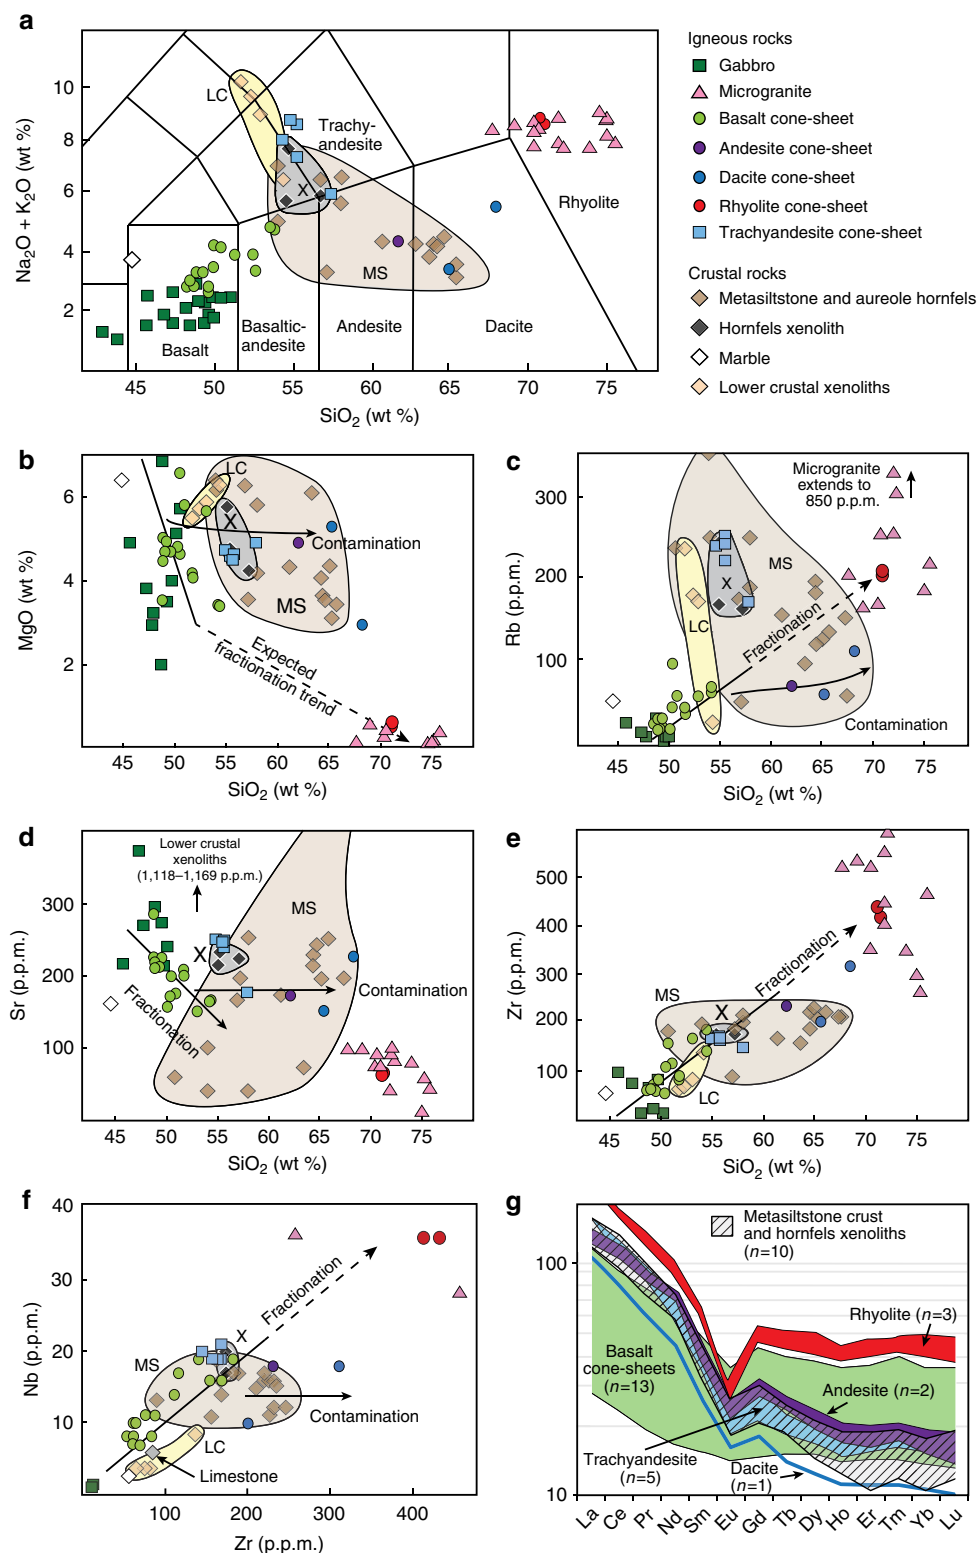 a
Na2O + K2O (wt %)
10
8
6
4
2
LC
Trachy-
andesite
X
MS
Rhyolite
Basalt
Basaltic-
andesite
Andesite
Dacite
45 50 55 60 65 70 75
SiO2 (wt %)
Igneous rocks
Gabbro
Microgranite
Basalt cone-sheet
Andesite cone-sheet
Dacite cone-sheet
Rhyolite cone-sheet
Trachyandesite cone-sheet
Crustal rocks
Metasiltstone and aureole hornfels
Hornfels xenolith
Marble
Lower crustal xenoliths
b
MgO (wt %)
6
4
2
LC
X
Contamination
MS
Expected
fractionation trend
45 50 55 60 65 70 75
SiO2 (wt %)
c
Rb (p.p.m.)
300
200
100
Microgranite
extends to
850 p.p.m.
MS
X
LC
Fractionation
Contamination
45 50 55 60 65 70 75
SiO2 (wt %)
d
Sr (p.p.m.)
300
200
100
Lower crustal
xenoliths
(1,118–1,169 p.p.m.)
MS
X
Contamination
Fractionation
45 50 55 60 65 70 75
SiO2 (wt %)
e
Zr (p.p.m.)
500
400
300
200
100
Fractionation
MS
X
LC
45 50 55 60 65 70 75
SiO2 (wt %)
f
Nb (p.p.m.)
40
30
20
10
Fractionation
X
MS
Contamination
LC
Limestone
100 200 300 400
Zr (p.p.m.)
g
100
10
Metasiltstone crust
and hornfels xenoliths
(n=10)
Rhyolite (n=3)
Basalt
cone-sheets
(n=13)
Andesite (n=2)
Trachyandesite
(n=5)
Dacite
(n=1)
La Ce Pr Nd Sm Eu Gd Tb Dy Ho Er Tm Yb Lu